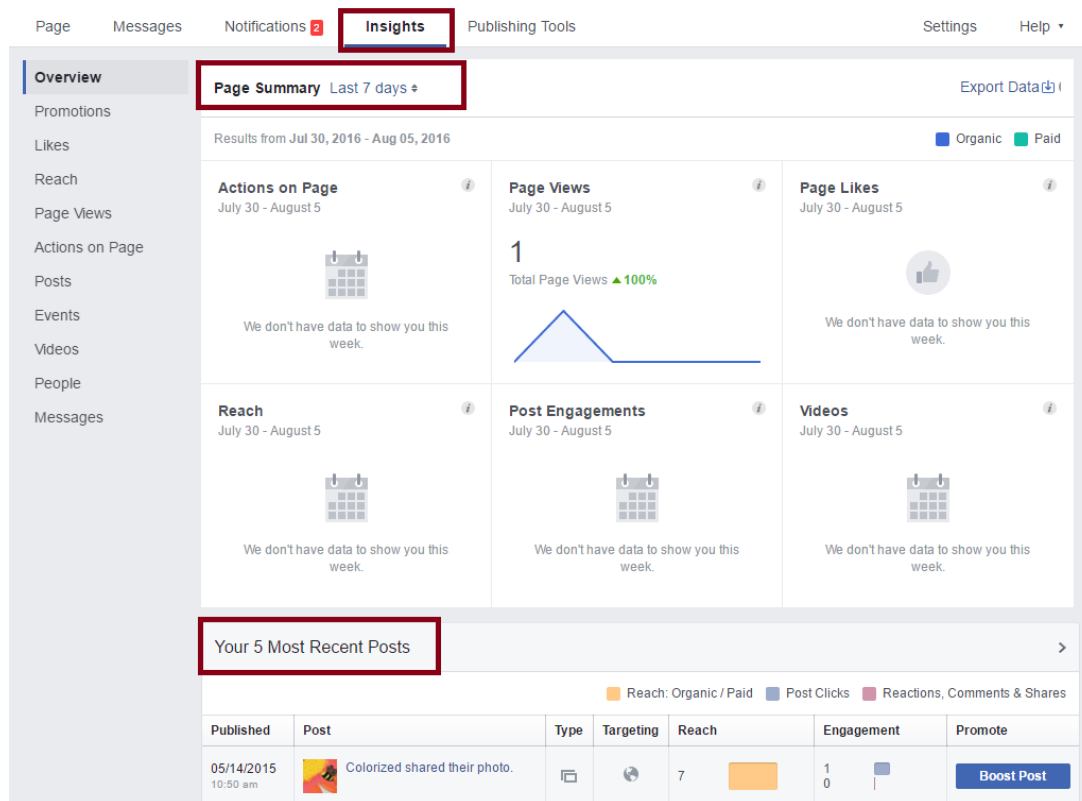 Page Messages Notifications 2 Insights Publishing Tools Settings Help
Overview
Promotions
Likes
Reach
Page Views
Actions on Page
Posts
Events
Videos
People
Messages
Page Summary Last 7 days
Export Data
Results from Jul 30, 2016 - Aug 05, 2016
Organic Paid
Actions on Page
July 30 - August 5
We don't have data to show you this
week.
Page Views
July 30 - August 5
1
Total Page Views 100%
Page Likes
July 30 - August 5
We don't have data to show you this
week.
Reach
July 30 - August 5
We don't have data to show you this
week.
Post Engagements
July 30 - August 5
We don't have data to show you this
week.
Videos
July 30 - August 5
We don't have data to show you this
week.
Your 5 Most Recent Posts
Reach: Organic / Paid Post Clicks Reactions, Comments & Shares
Published Post Type Targeting Reach Engagement Promote
05/14/2015
10:50 am
Colorized shared their photo.
7
1
0
Boost Post